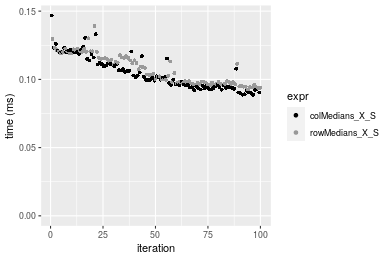 0.15
0.10
0.05
0.00
time (ms)
0
25
50
75
100
iteration
expr
colMedians_X_S
rowMedians_X_S